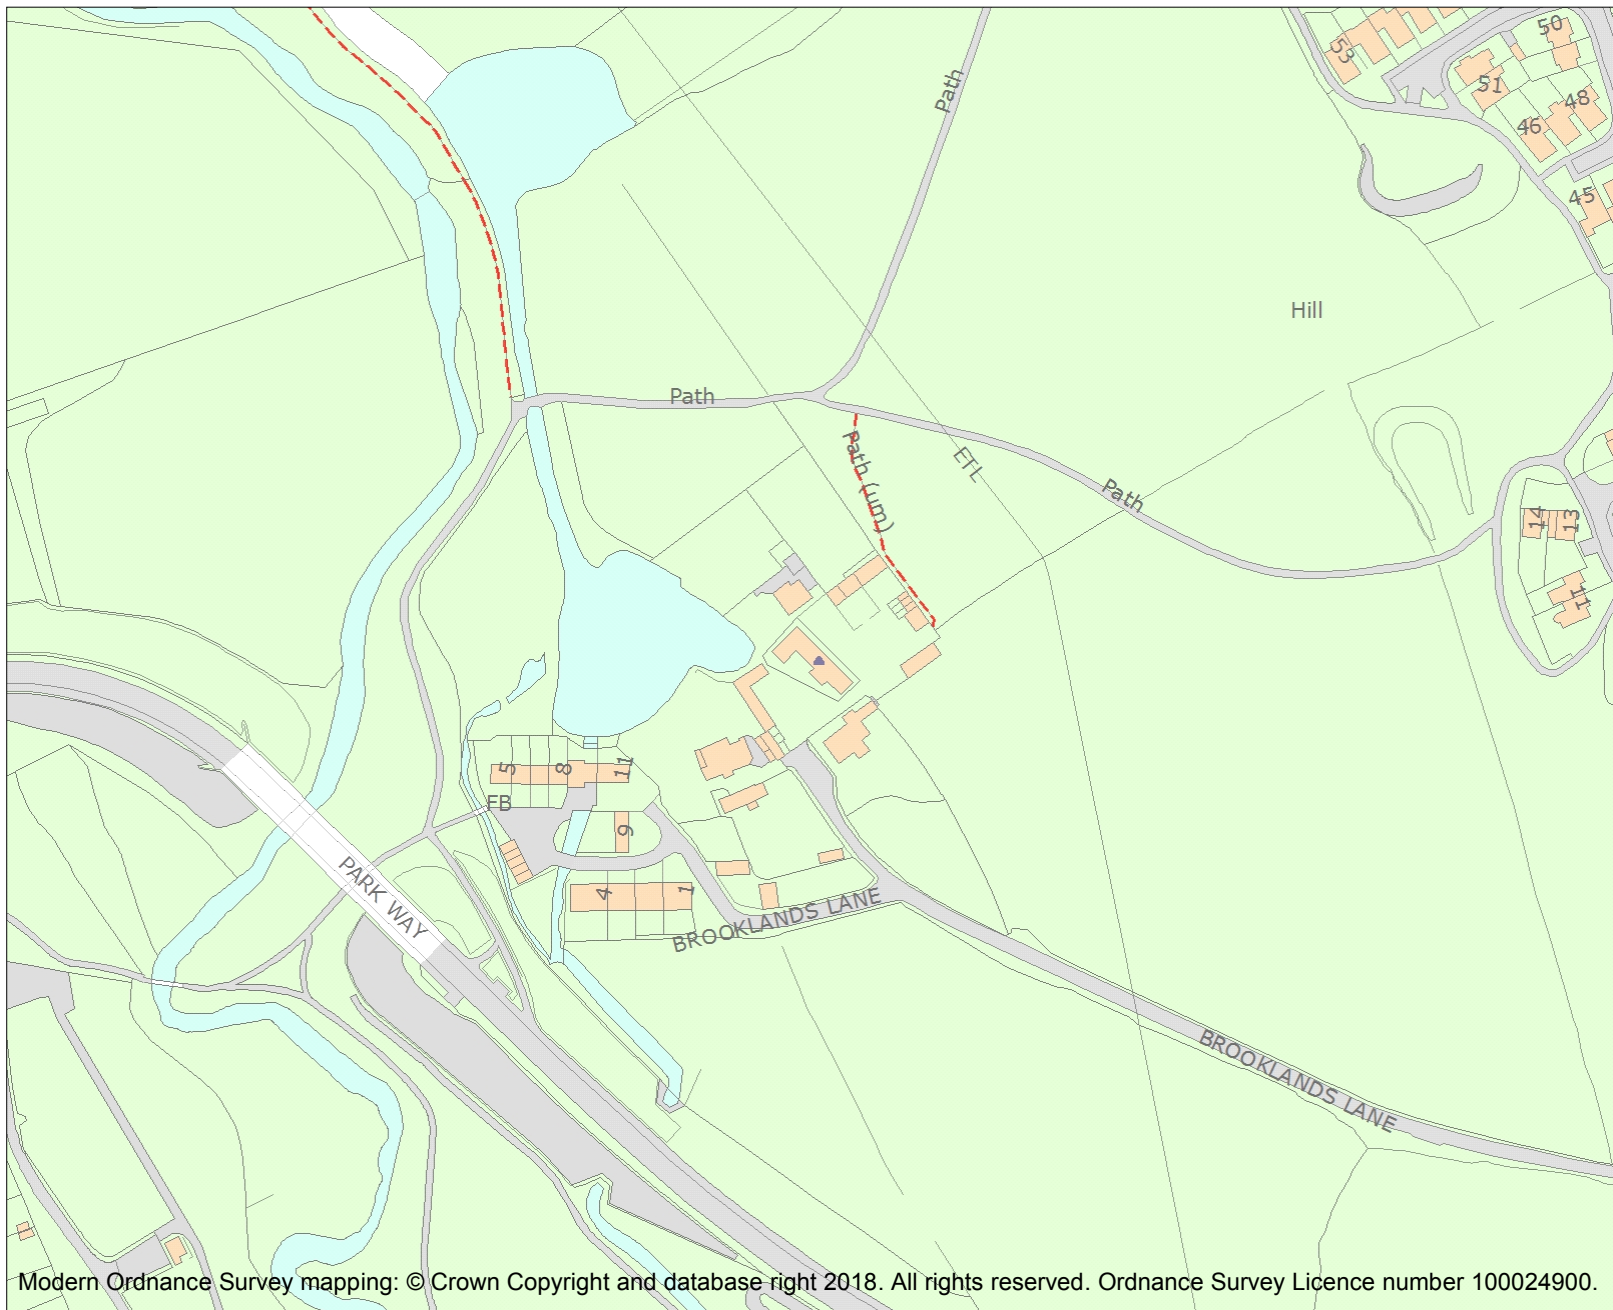 50
53
51
48
46
45
Path
Hill
Path
Path (um)
ETL
Path
14
13
11
5
8
11
FB
9
PARK WAY
4
1
BROOKLANDS LANE
BROOKLANDS LANE
Modern Ordnance Survey mapping: © Crown Copyright and database right 2018. All rights reserved. Ordnance Survey Licence number 100024900.